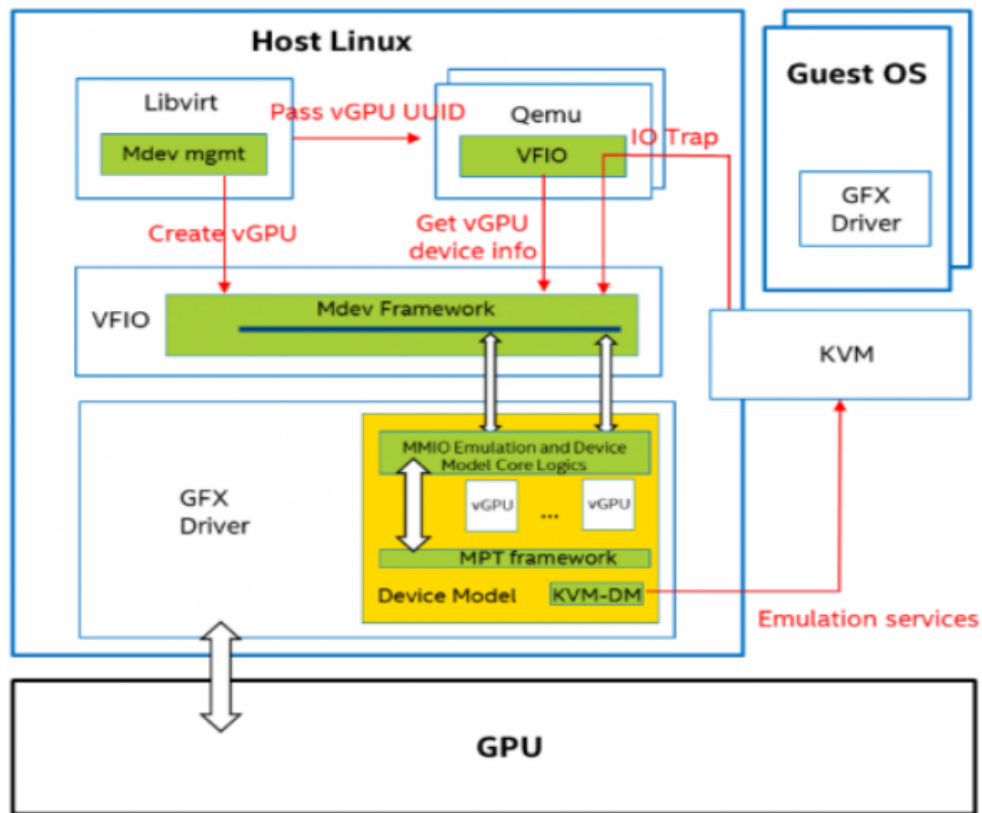 Host Linux
Guest OS
Libvirt
Pass vGPU UUID
Qemu
IO Trap
Mdev mgmt
VFIO
GFX
Driver
Create vGPU
Get vGPU
device info
VFIO
Mdev Framework
KVM
MMIO Emulation and Device
Model Core Logics
GFX
Driver
vGPU
...
vGPU
MPT framework
Device Model
KVM-DM
Emulation services
GPU